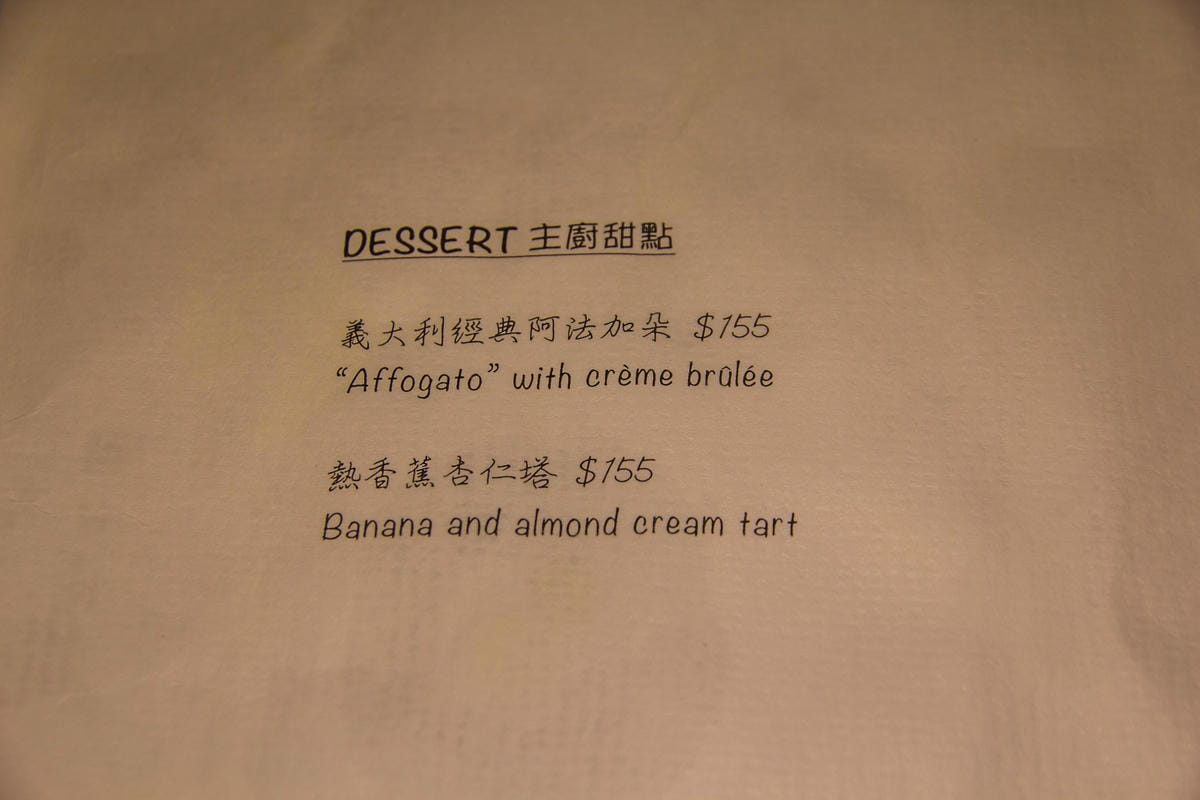 DESSERT 主廚甜點
義大利經典阿法加朵 $155
“Affogato” with crème brûlée
熱香蕉杏仁塔 $155
Banana and almond cream tart